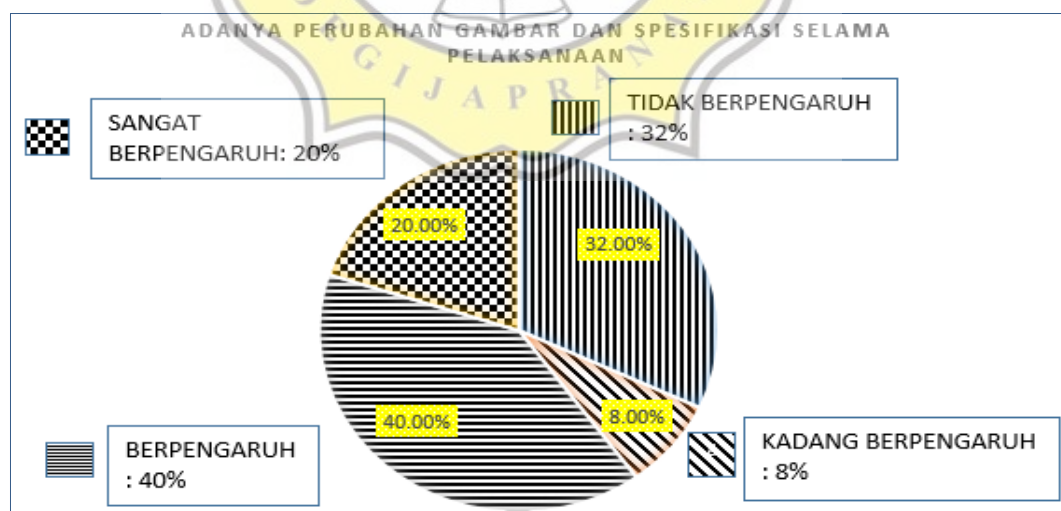 ADANYA PERUBAHAN GAMBAR DAN SPESIFIKASI SELAMA
PELAKSANAAN
GIJAPRAN
SANGAT
BERPENGARUH: 20%
TIDAK BERPENGARUH
: 32%
20.00%
32.00%
40.00%
8.00%
BERPENGARUH
: 40%
KADANG BERPENGARUH
: 8%